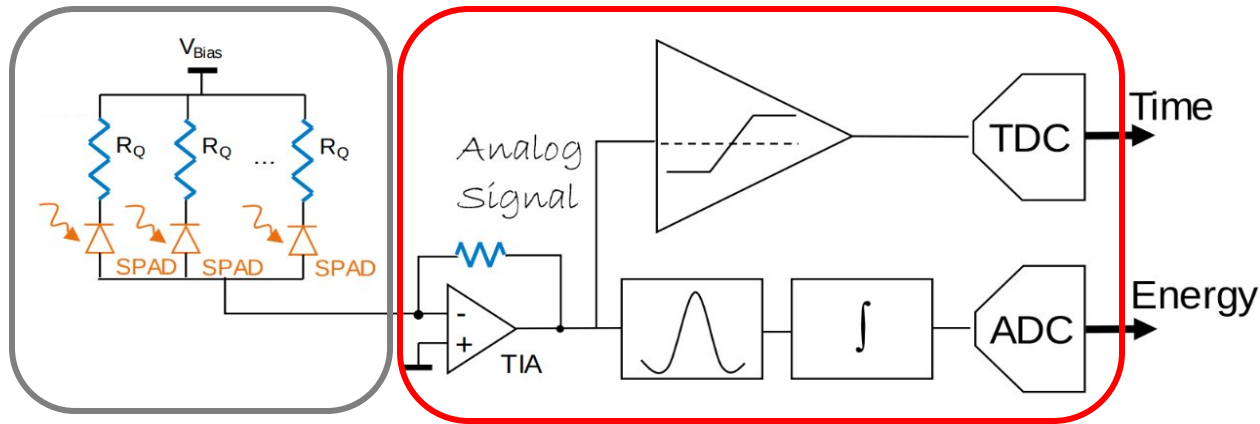 V_Bias
R_Q
R_Q
...
R_Q
SPAD
SPAD
SPAD
Analog
Signal
-
+
TIA
TDC
Time
∫
ADC
Energy